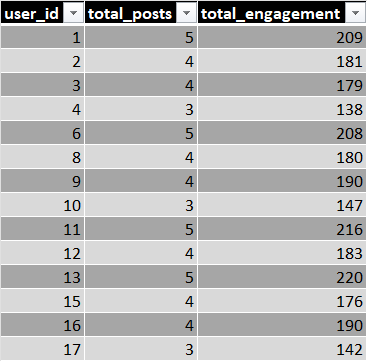 user_id total_posts total_engagement
1 5 209
2 4 181
3 4 179
4 3 138
6 5 208
8 4 180
9 4 190
10 3 147
11 5 216
12 4 183
13 5 220
15 4 176
16 4 190
17 3 142